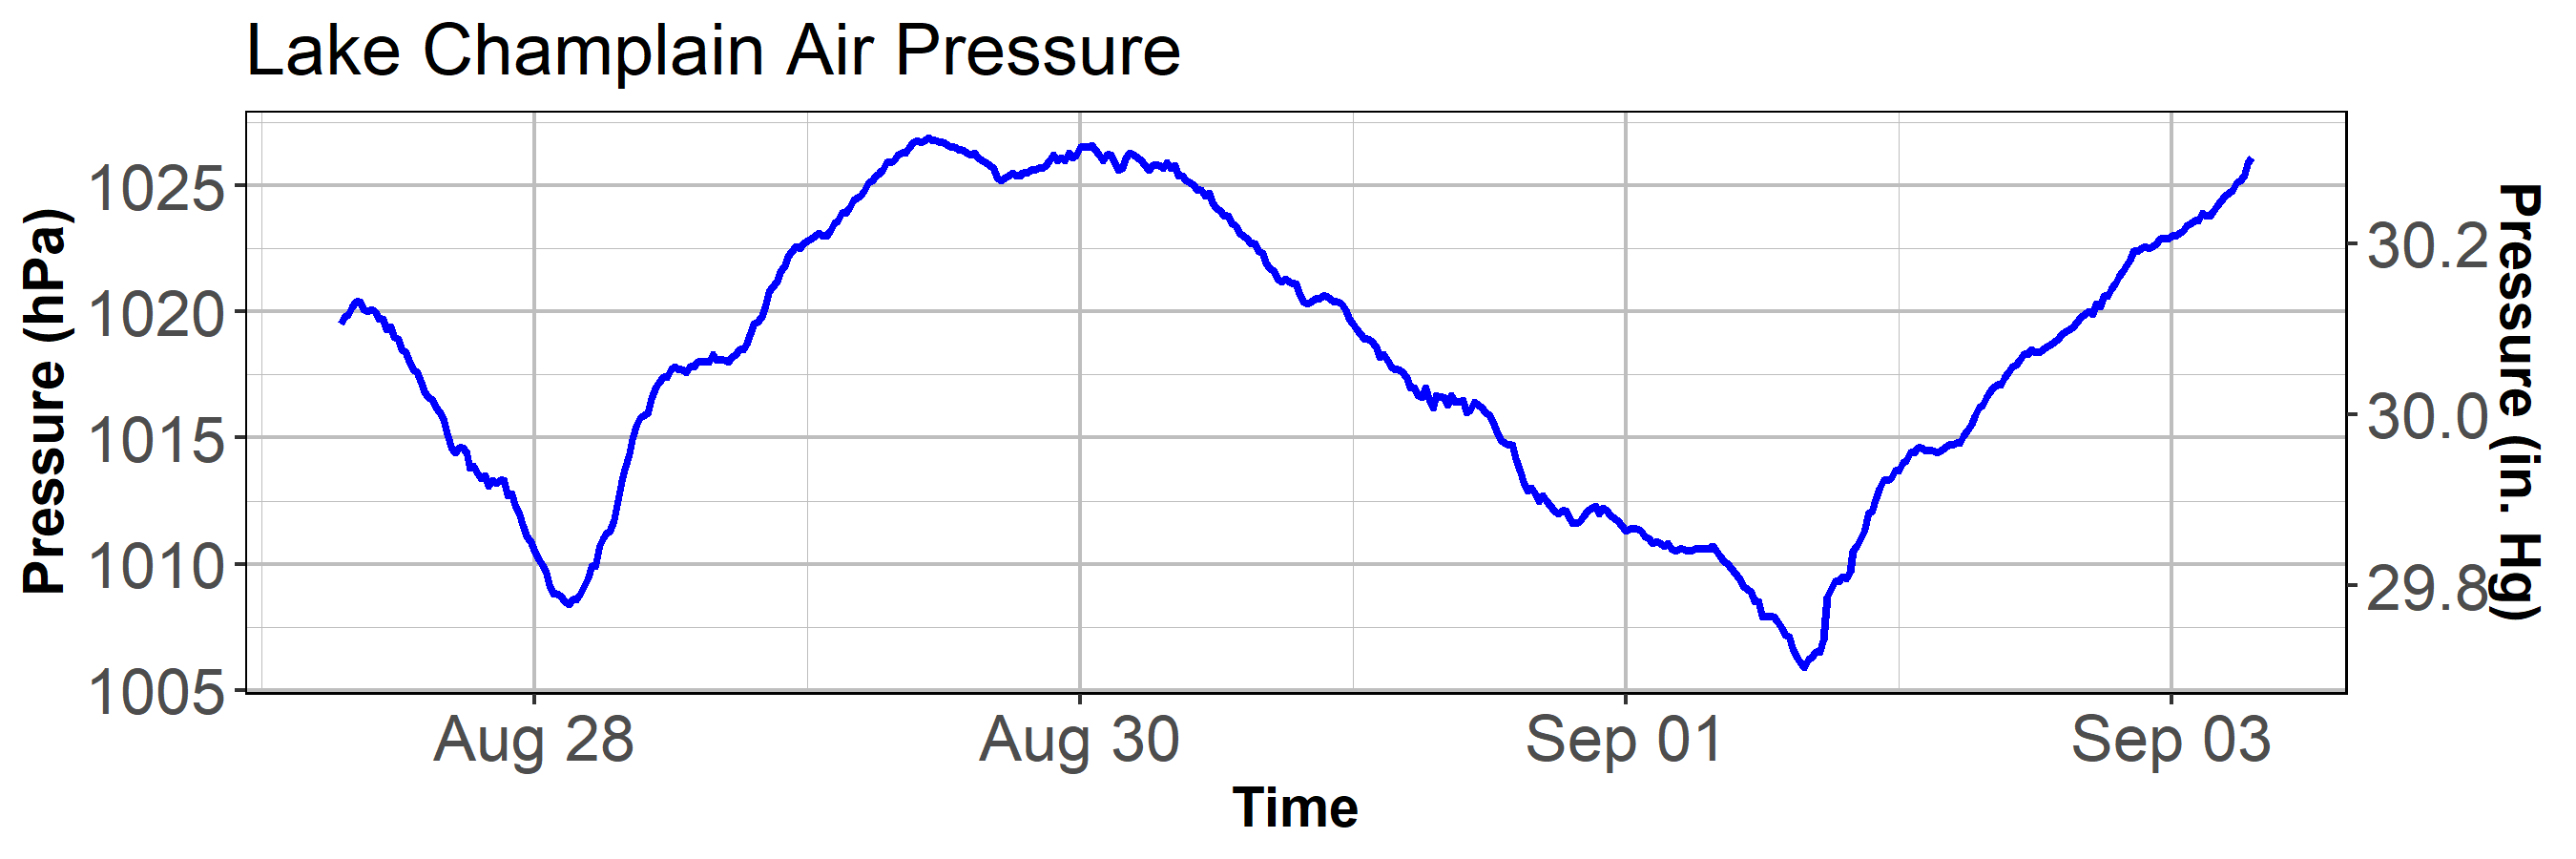 Lake Champlain Air Pressure
Pressure (hPa)
1025
1020
1015
1010
1005
30.2
30.0
29.8
Pressure (in. Hg)
Aug 28
Aug 30
Sep 01
Sep 03
Time